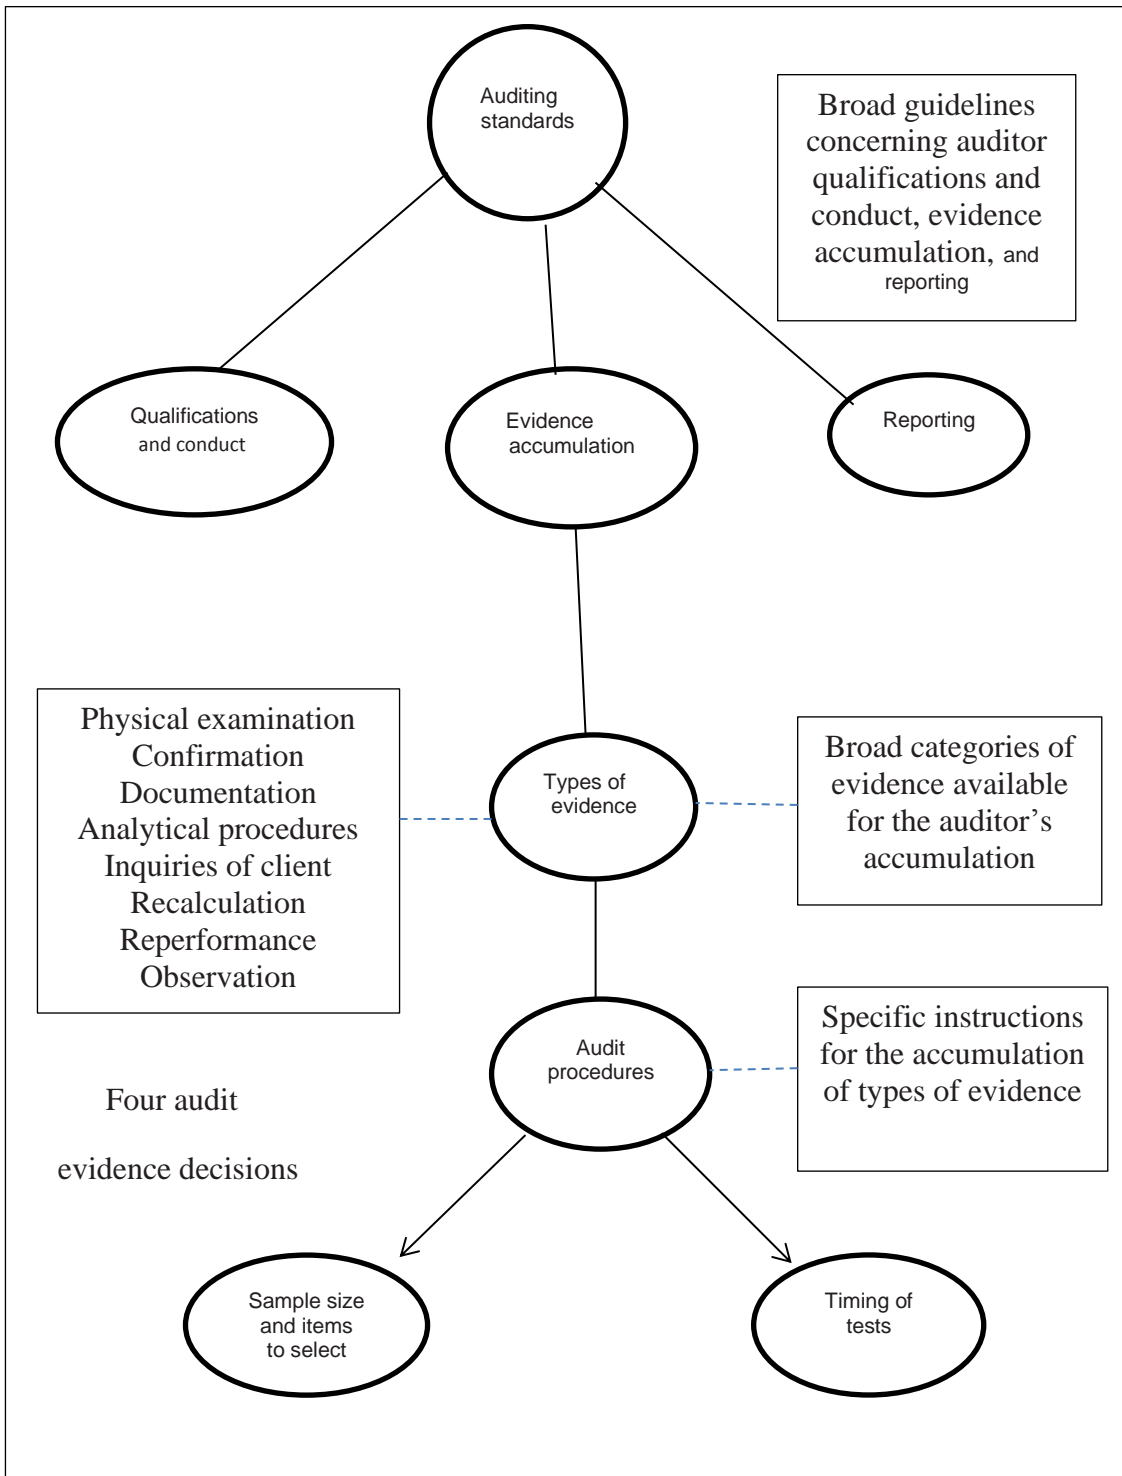 Auditing
standards
Broad guidelines
concerning auditor
qualifications and
conduct, evidence
accumulation, and
reporting
Qualifications
and conduct
Evidence
accumulation
Reporting
Physical examination
Confirmation
Documentation
Analytical procedures
Inquiries of client
Recalculation
Reperformance
Observation
Types of
evidence
Broad categories of
evidence available
for the auditor’s
accumulation
Audit
procedures
Specific instructions
for the accumulation
of types of evidence
Four audit
evidence decisions
Sample size
and items
to select
Timing of
tests